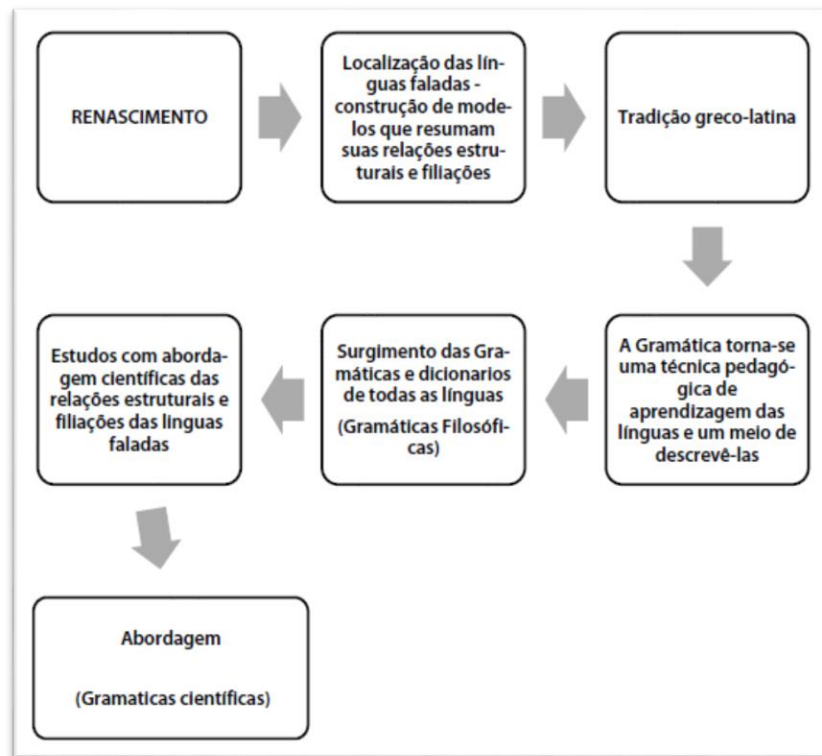 RENASCIMENTO
Localização das lín-
guas faladas -
construção de mode-
los que resumam
suas relações estru-
turais e filiações
Tradição greco-latina
A Gramática torna-se
uma técnica pedagó-
gica de
aprendizagem das
línguas e um meio de
descrevê-las
Surgimento das Gra-
máticas e dicionarios
de todas as línguas
(Gramáticas Filosófi-
cas)
Estudos com aborda-
gem científicas das
relações estruturais e
filiações das linguas
faladas
Abordagem
(Gramaticas científicas)